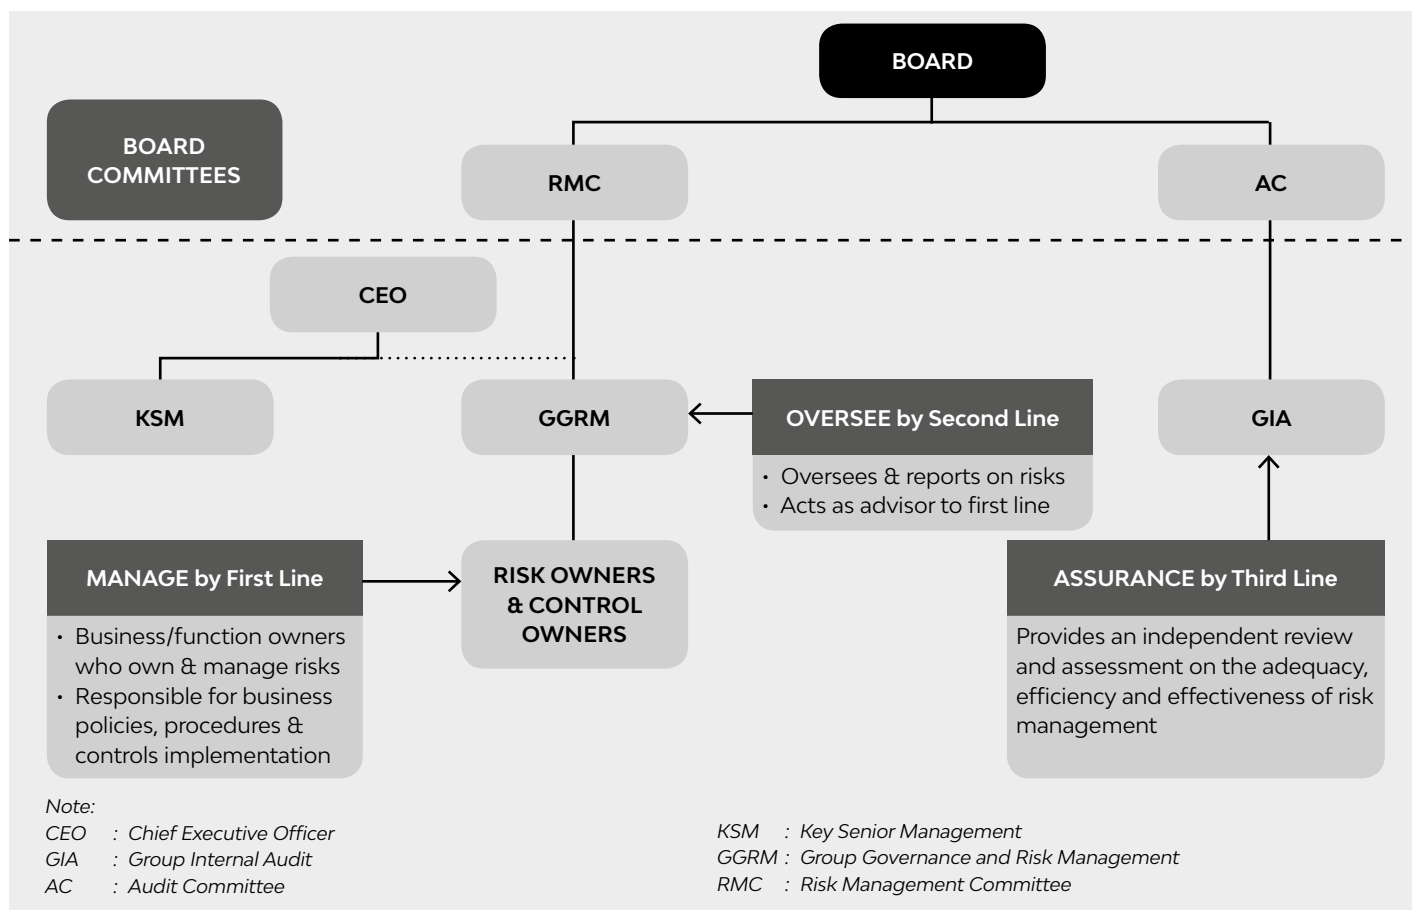 BOARD
BOARD
COMMITTEES
RMC
AC
CEO
KSM
GGRM
OVERSEE by Second Line
• Oversees & reports on risks
• Acts as advisor to first line
GIA
MANAGE by First Line
• Business/function owners
who own & manage risks
• Responsible for business
policies, procedures &
controls implementation
RISK OWNERS
& CONTROL
OWNERS
ASSURANCE by Third Line
Provides an independent review
and assessment on the adequacy,
efficiency and effectiveness of risk
management
Note:
CEO : Chief Executive Officer
GIA : Group Internal Audit
AC : Audit Committee
KSM : Key Senior Management
GGRM : Group Governance and Risk Management
RMC : Risk Management Committee